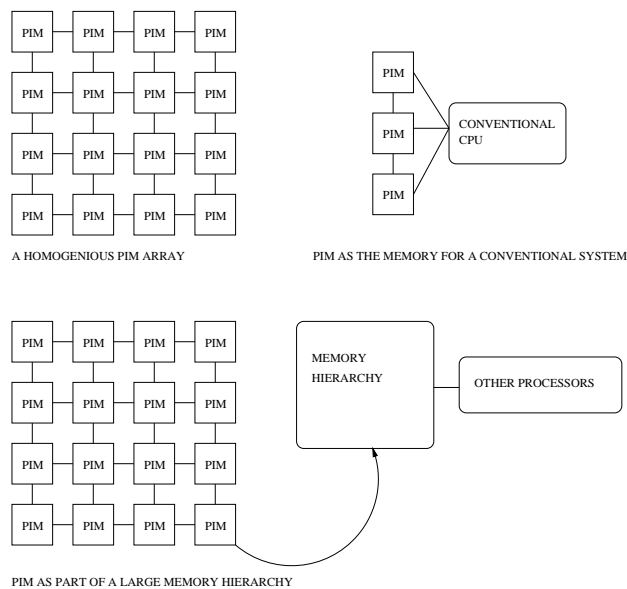 PIM PIM PIM PIM
PIM PIM PIM PIM
PIM PIM PIM PIM
PIM PIM PIM PIM
A HOMOGENIOUS PIM ARRAY
PIM
PIM
PIM
CONVENTIONAL
CPU
PIM AS THE MEMORY FOR A CONVENTIONAL SYSTEM
PIM PIM PIM PIM
PIM PIM PIM PIM
PIM PIM PIM PIM
PIM PIM PIM PIM
MEMORY
HIERARCHY
OTHER PROCESSORS
PIM AS PART OF A LARGE MEMORY HIERARCHY